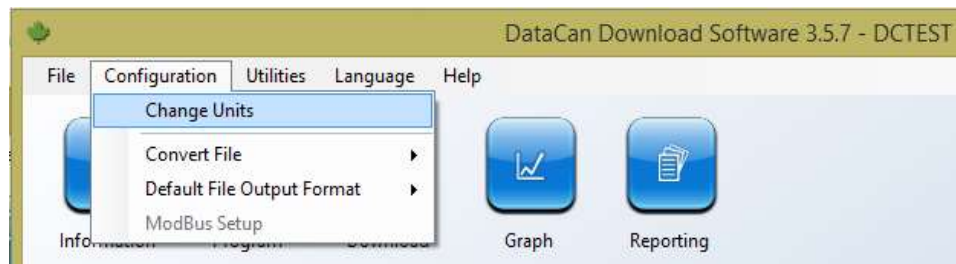 DataCan Download Software 3.5.7 - DCTEST
File Configuration Utilities Language Help
Change Units
Convert File
Default File Output Format
ModBus Setup
Graph Reporting